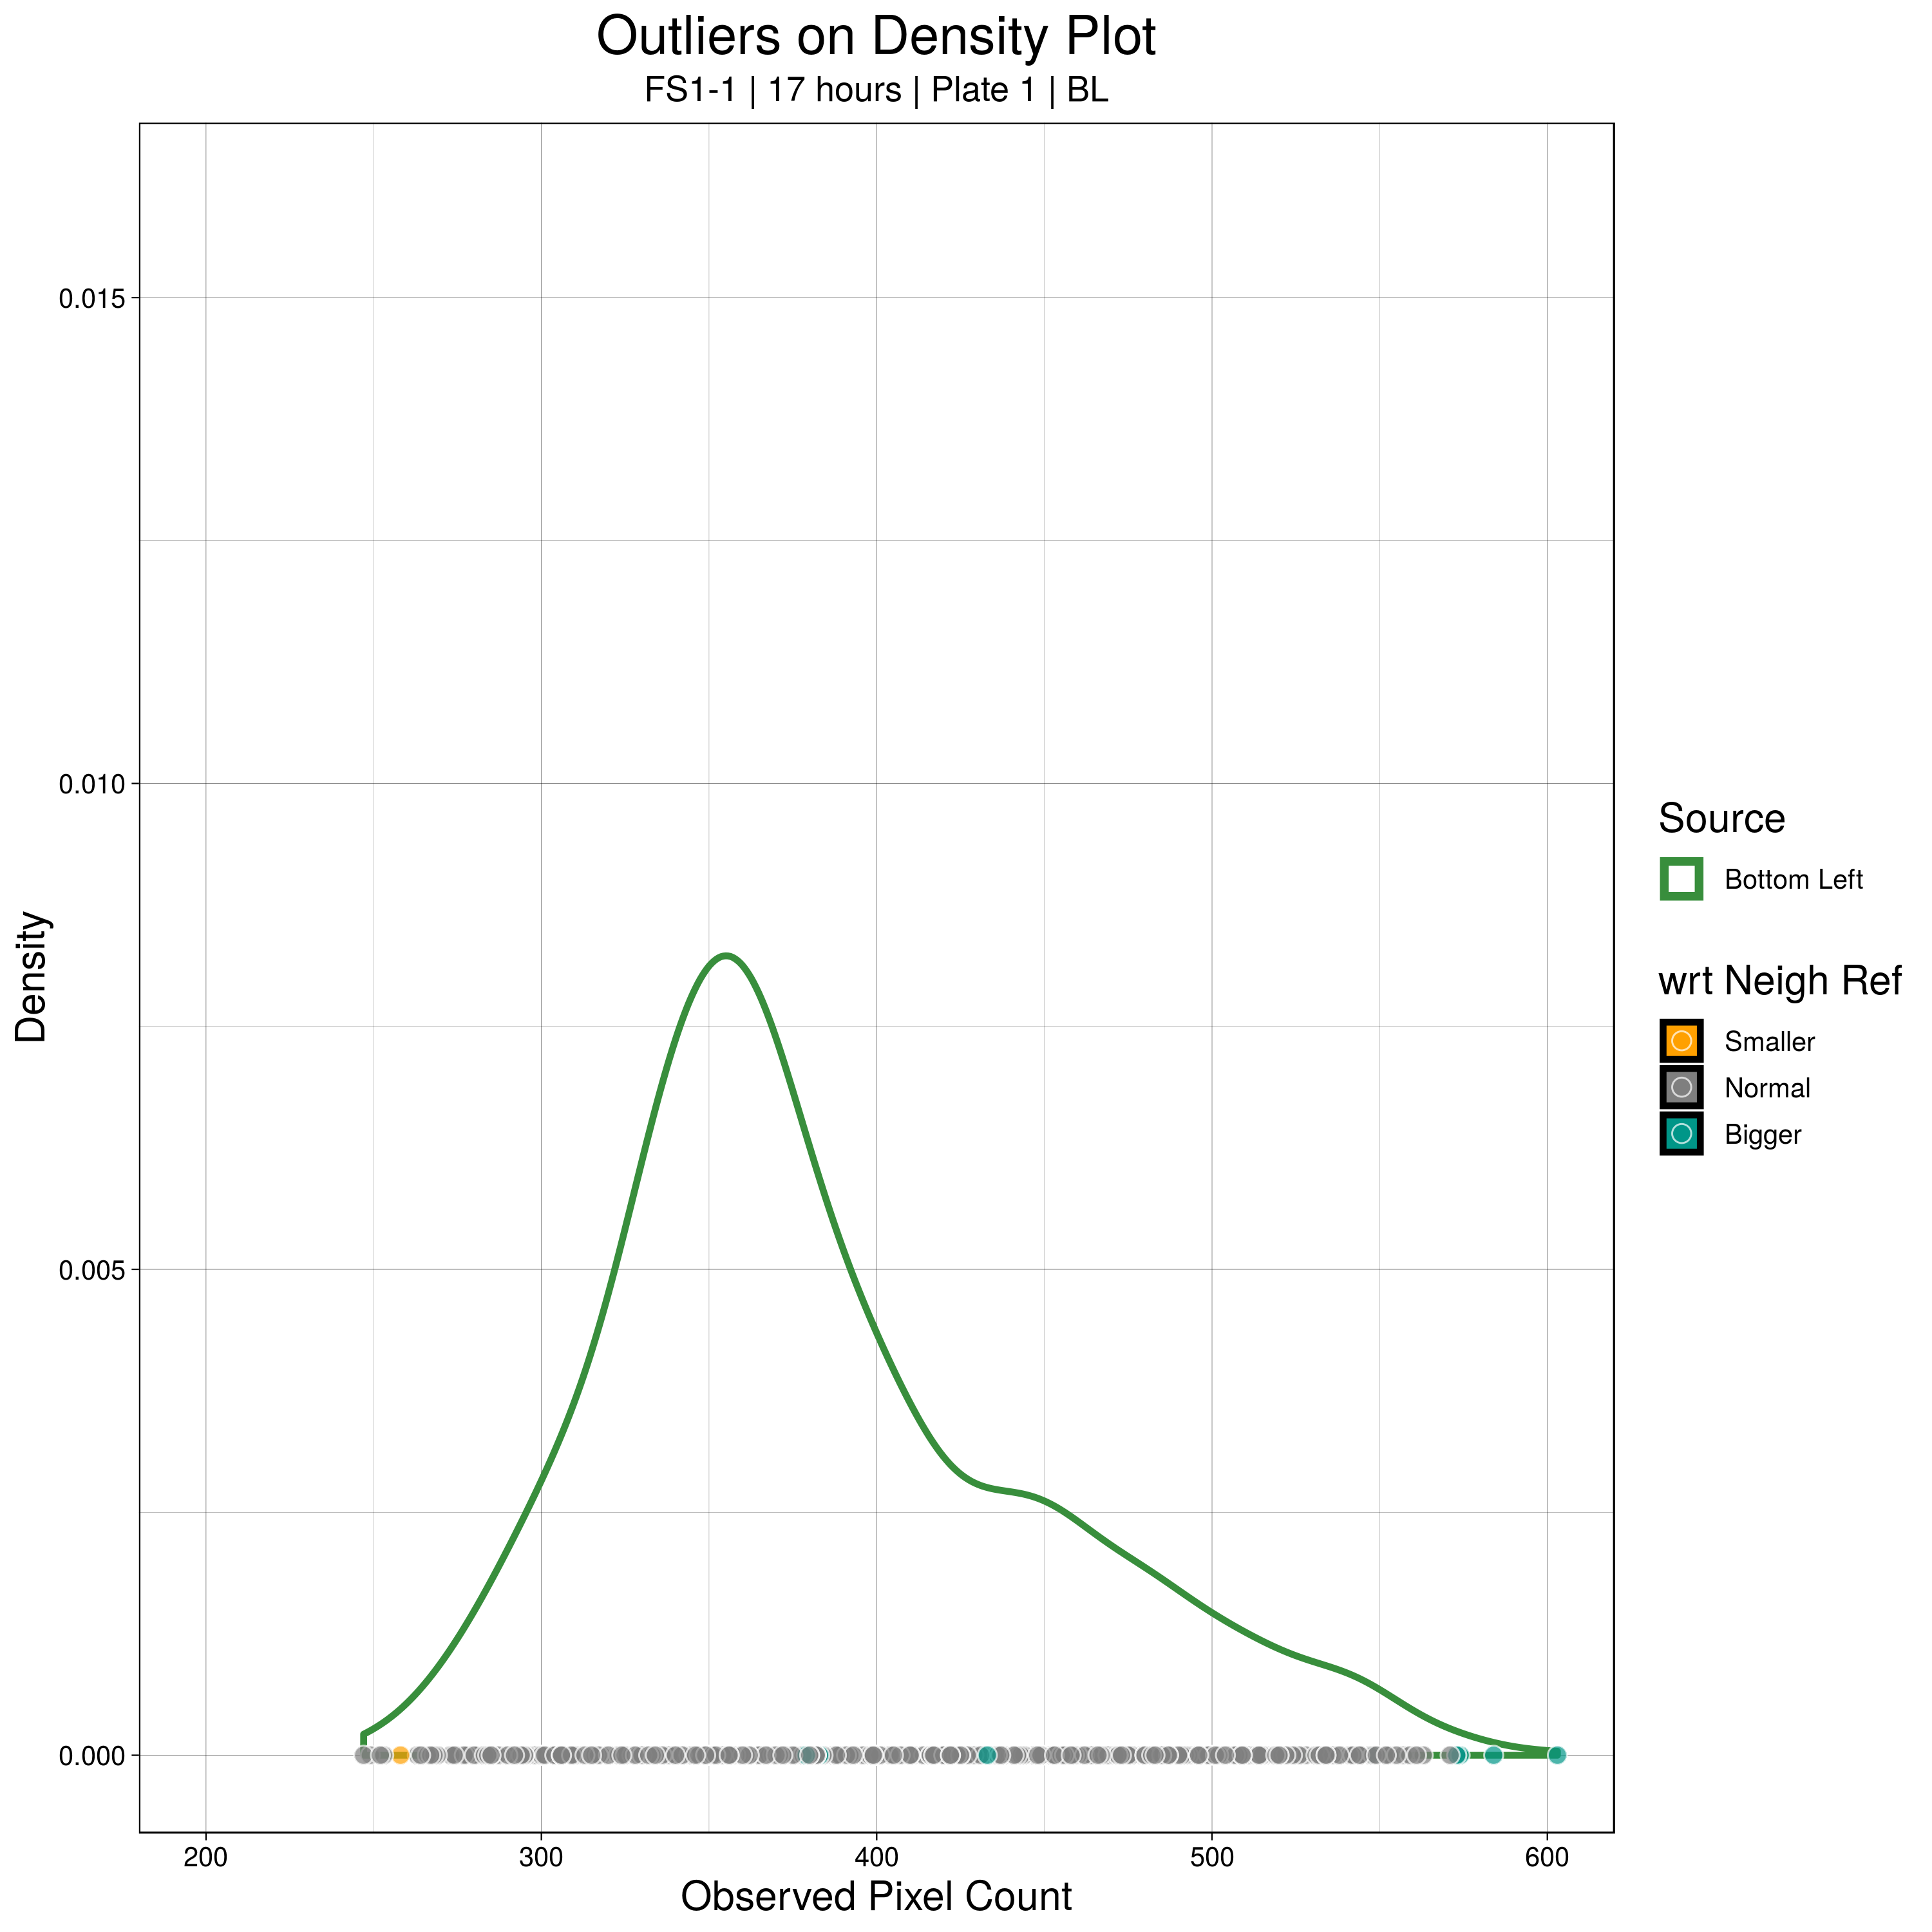 Outliers on Density Plot
FS1-1 | 17 hours | Plate 1 | BL
Density
0.015
0.010
0.005
0.000
200 300 400 500 600
Observed Pixel Count
Source
Bottom Left
wrt Neigh Ref
Smaller
Normal
Bigger